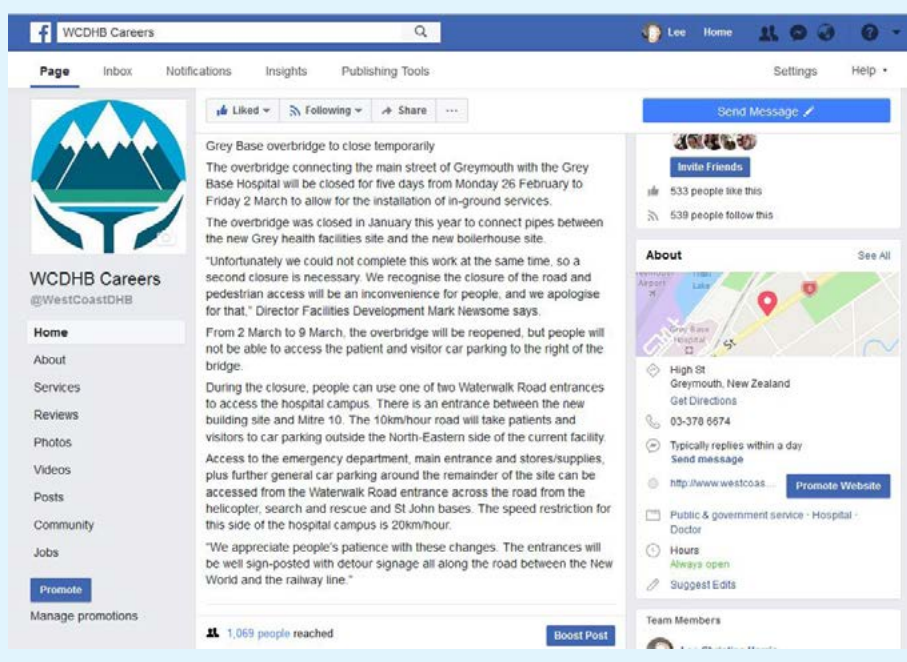 WCDHB Careers
Lee Home
Page Inbox Notifications Insights Publishing Tools Settings Help
Liked Following Share ...
Send Message
WCDHB Careers
@WestCoastDHB
Home
About
Services
Reviews
Photos
Videos
Posts
Community
Jobs
Promote
Manage promotions
Grey Base overbridge to close temporarily
The overbridge connecting the main street of Greymouth with the Grey
Base Hospital will be closed for five days from Monday 26 February to
Friday 2 March to allow for the installation of in-ground services.
The overbridge was closed in January this year to connect pipes between
the new Grey health facilities site and the new boilerhouse site.
"Unfortunately we could not complete this work at the same time, so a
second closure is necessary. We recognise the closure of the road and
pedestrian access will be an inconvenience for people, and we apologise
for that," Director Facilities Development Mark Newsome says.
From 2 March to 9 March, the overbridge will be reopened, but people will
not be able to access the patient and visitor car parking to the right of the
bridge.
During the closure, people can use one of two Waterwalk Road entrances
to access the hospital campus. There is an entrance between the new
building site and Mitre 10. The 10km/hour road will take patients and
visitors to car parking outside the North-Eastern side of the current facility.
Access to the emergency department, main entrance and stores/supplies,
plus further general car parking around the remainder of the site can be
accessed from the Waterwalk Road entrance across the road from the
helicopter, search and rescue and St John bases. The speed restriction for
this side of the hospital campus is 20km/hour.
"We appreciate people's patience with these changes. The entrances will
be well sign-posted with detour signage all along the road between the New
World and the railway line."
1,069 people reached
Boost Post
Invite Friends
533 people like this
539 people follow this
About See All
Airport
Lake
Grey Base
Hospital
St
6
High St
Greymouth, New Zealand
Get Directions
03-378 6674
Typically replies within a day
Send message
http://www.westcoas...
Promote Website
Public & government service · Hospital ·
Doctor
Hours
Always open
Suggest Edits
Team Members